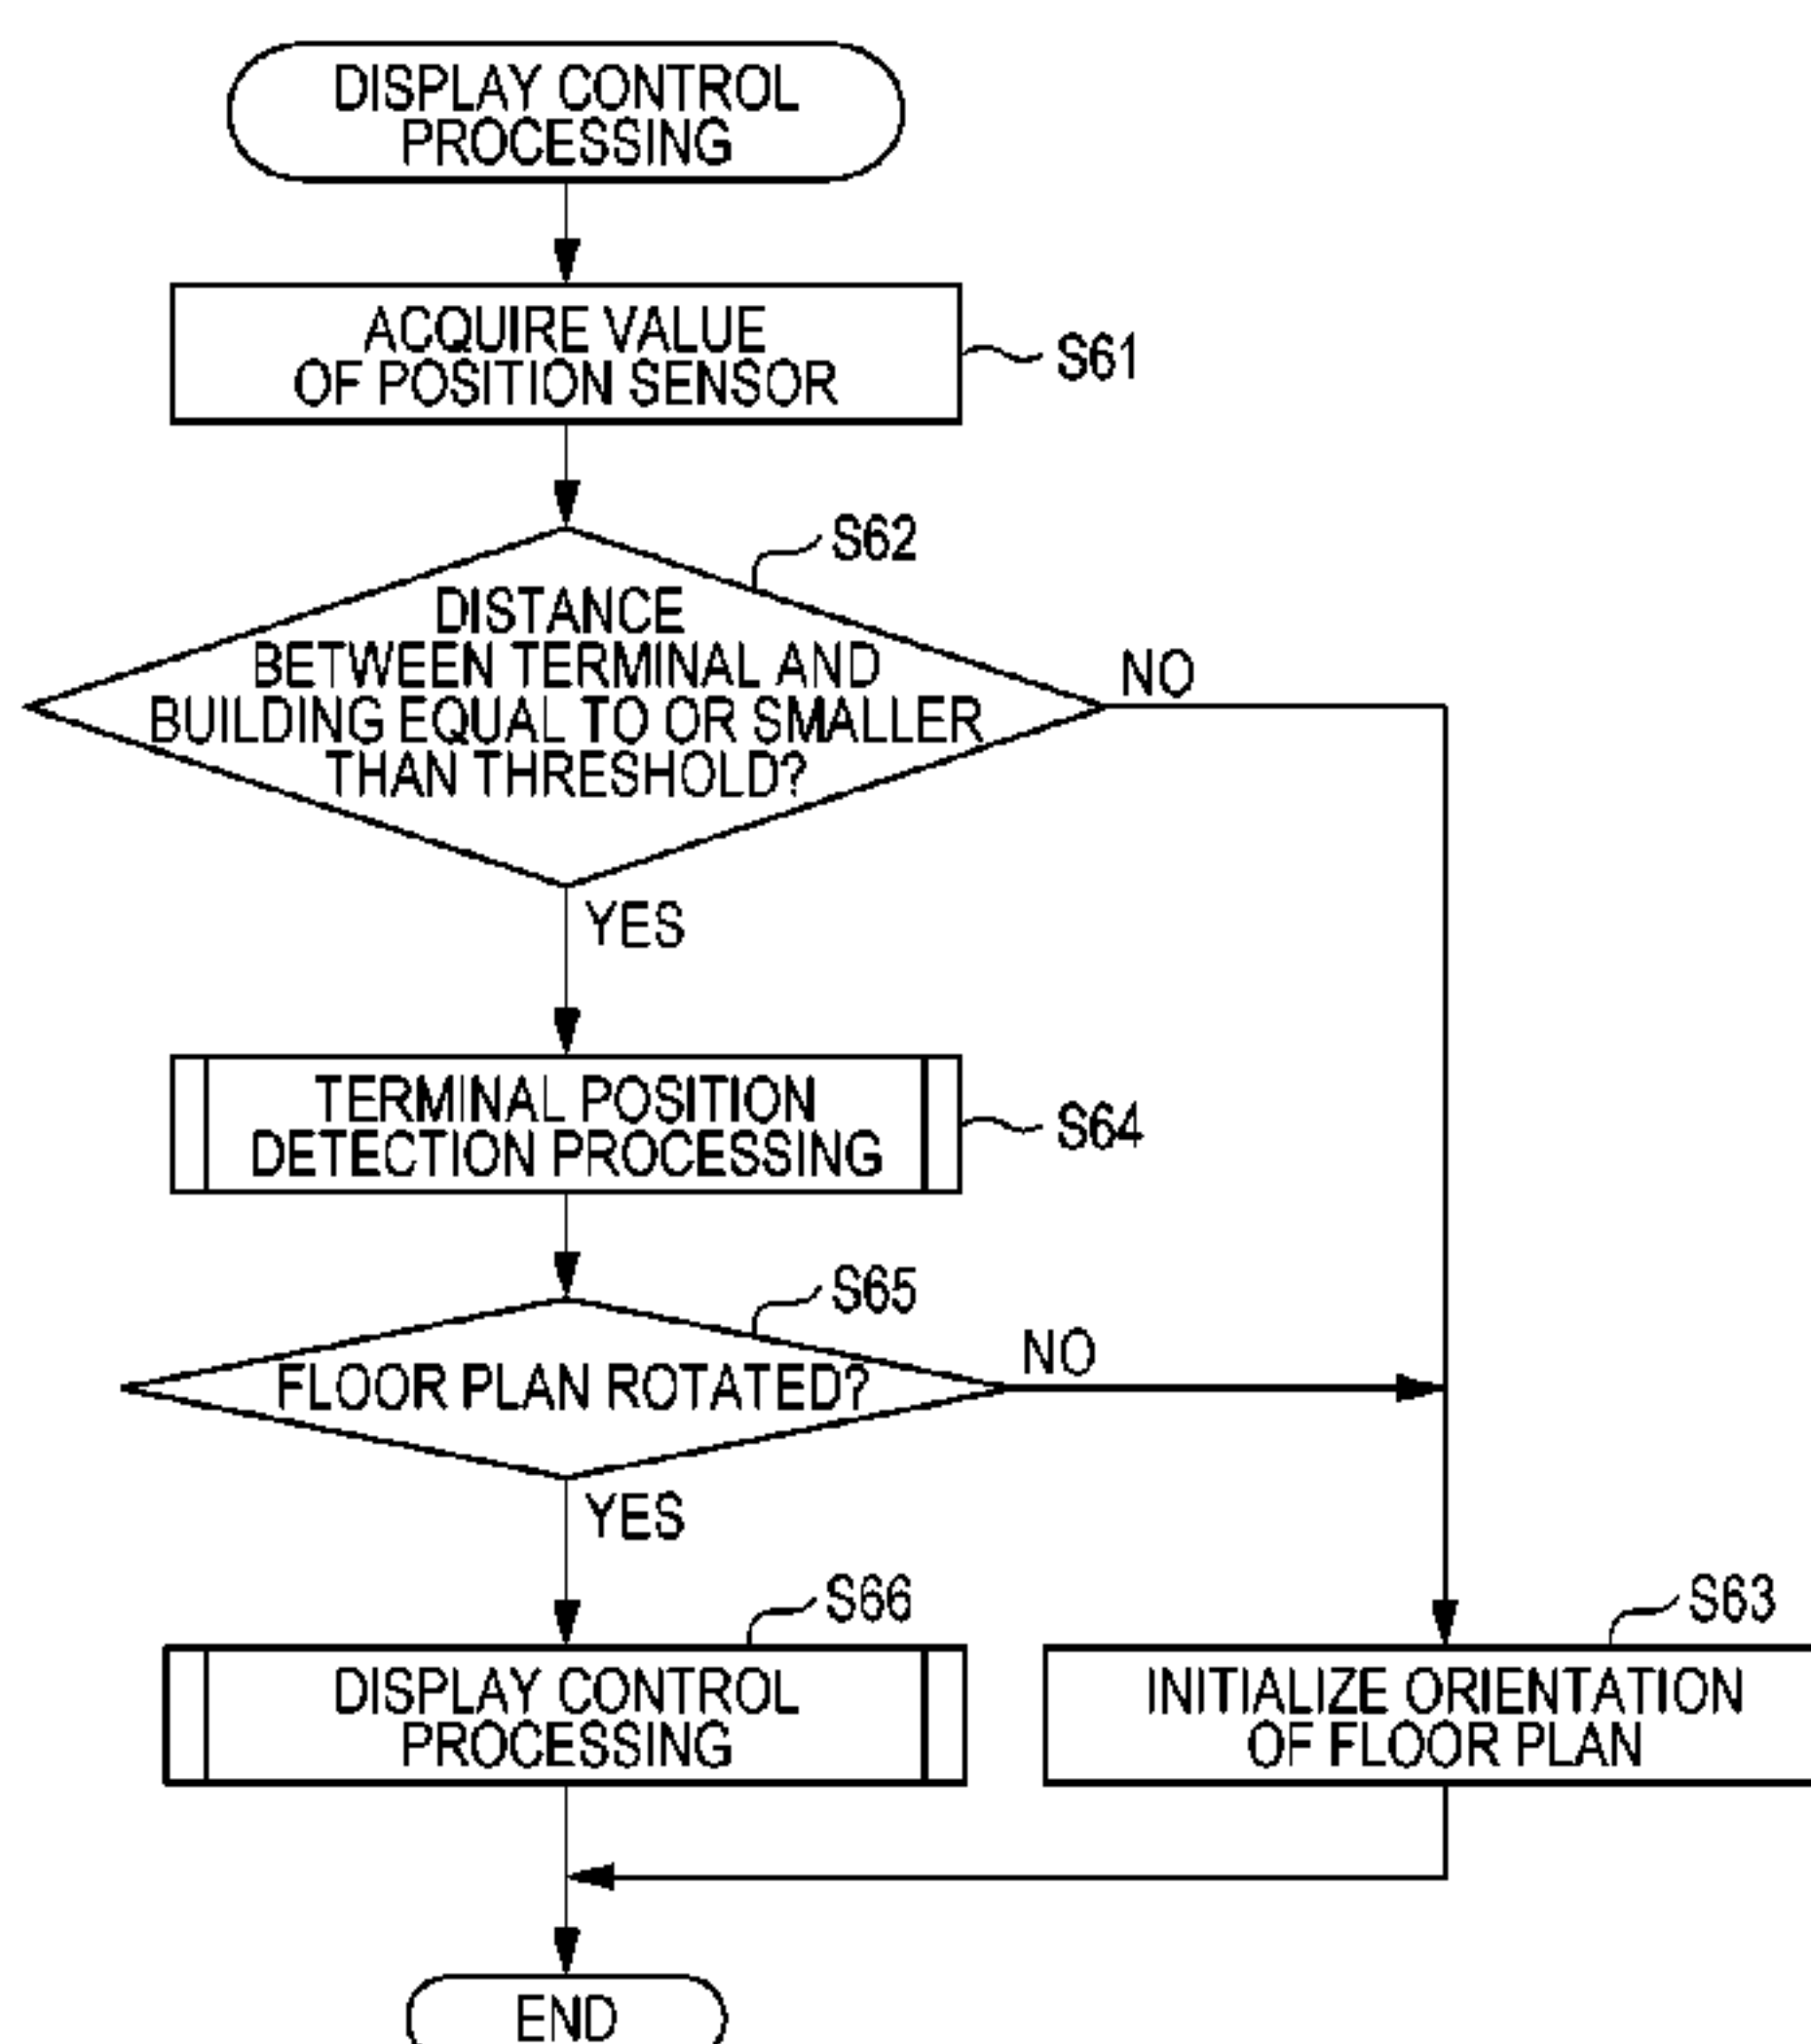 DISPLAY CONTROL
PROCESSING
ACQUIRE VALUE
OF POSITION SENSOR
S61
S62
DISTANCE
BETWEEN TERMINAL AND
BUILDING EQUAL TO OR SMALLER
THAN THRESHOLD?
NO
YES
TERMINAL POSITION
DETECTION PROCESSING
S64
S65
FLOOR PLAN ROTATED?
NO
YES
S66
DISPLAY CONTROL
PROCESSING
S63
INITIALIZE ORIENTATION
OF FLOOR PLAN
END